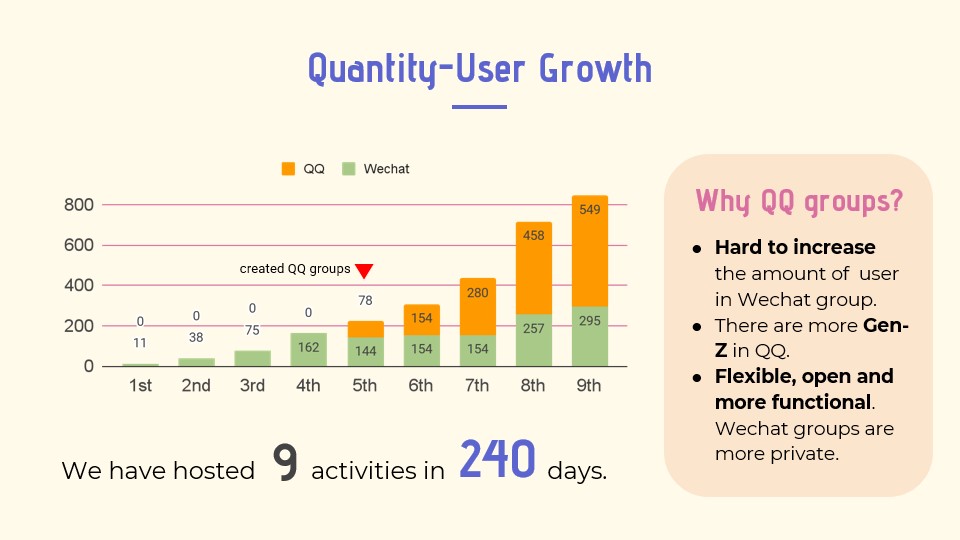 Quantity-User Growth
QQ Wechat
800
600
400
200
0
created QQ groups
0 0 0 0 78 154 280 458 549
11 38 75 162 144 154 154 257 295
1st 2nd 3rd 4th 5th 6th 7th 8th 9th
We have hosted 9 activities in 240 days.
Why QQ groups?
● Hard to increase
the amount of user
in Wechat group.
● There are more Gen-
Z in QQ.
● Flexible, open and
more functional.
Wechat groups are
more private.